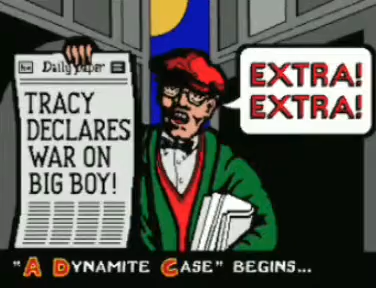 Daily paper
TRACY
DECLARES
WAR ON
BIG BOY!
EXTRA!
EXTRA!
"A DYNAMITE CASE" BEGINS...